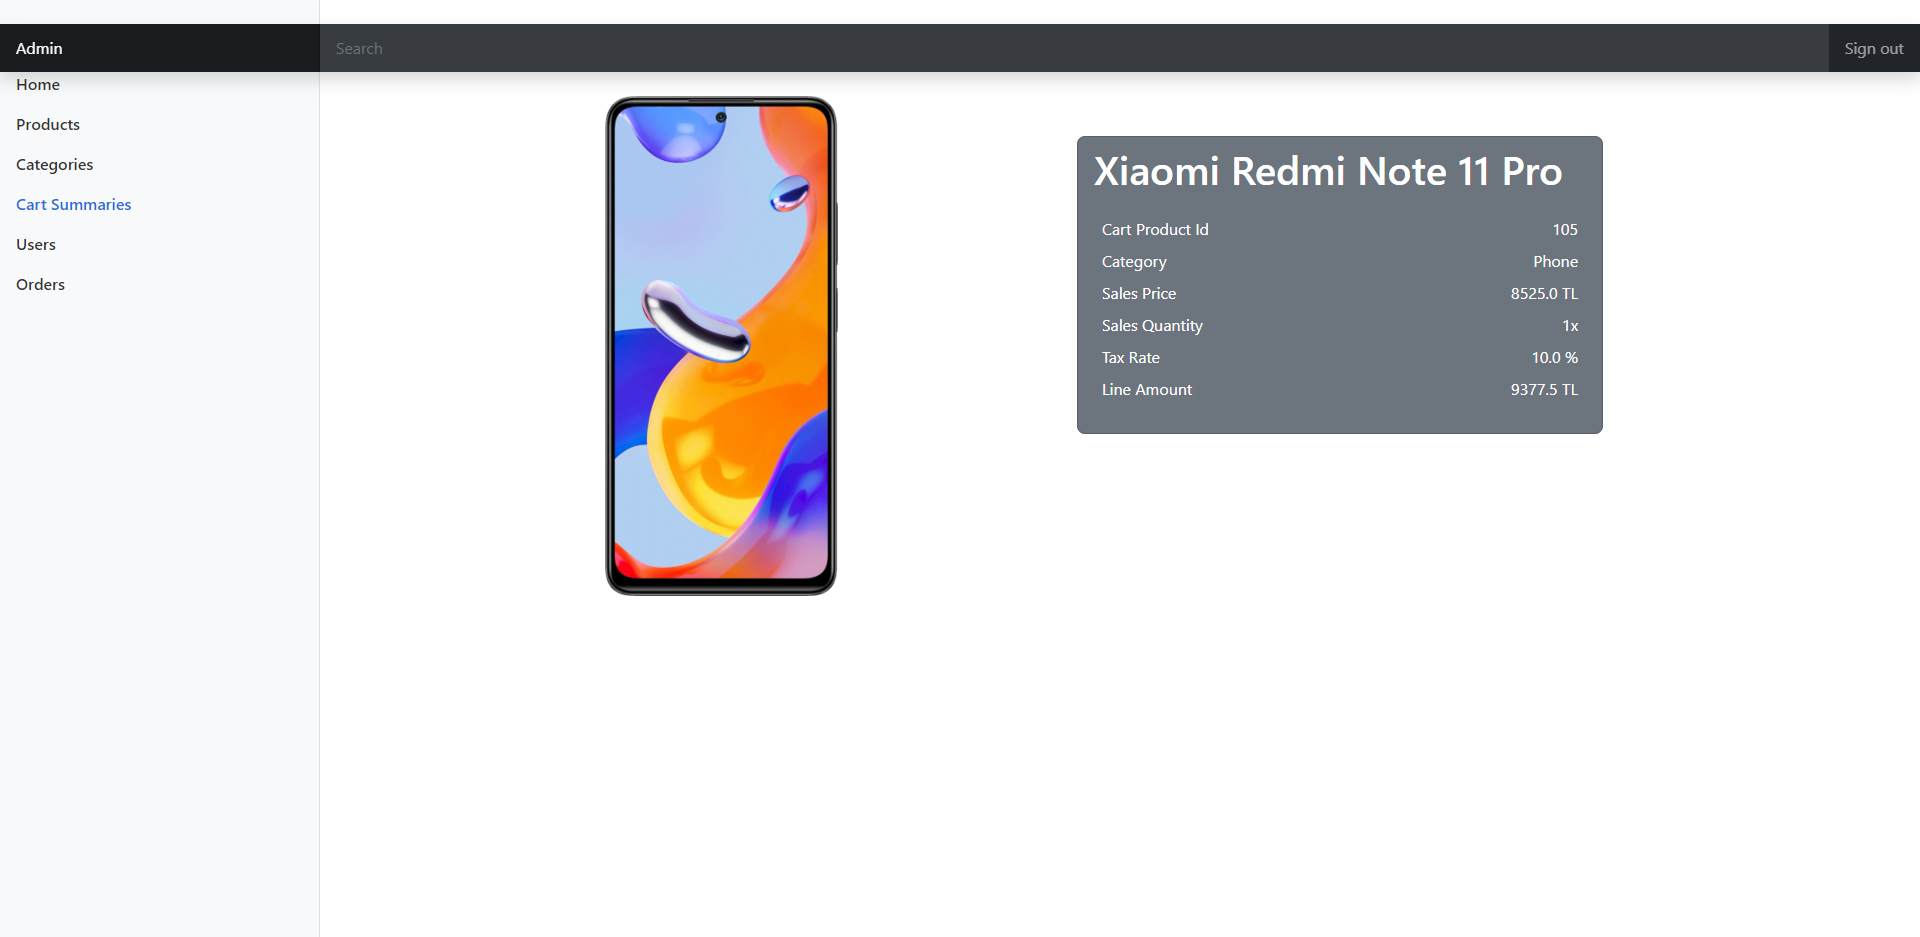 Admin
Search
Sign out
Home
Products
Categories
Cart Summaries
Users
Orders
Xiaomi Redmi Note 11 Pro
Cart Product Id 105
Category Phone
Sales Price 8525.0 TL
Sales Quantity 1x
Tax Rate 10.0 %
Line Amount 9377.5 TL